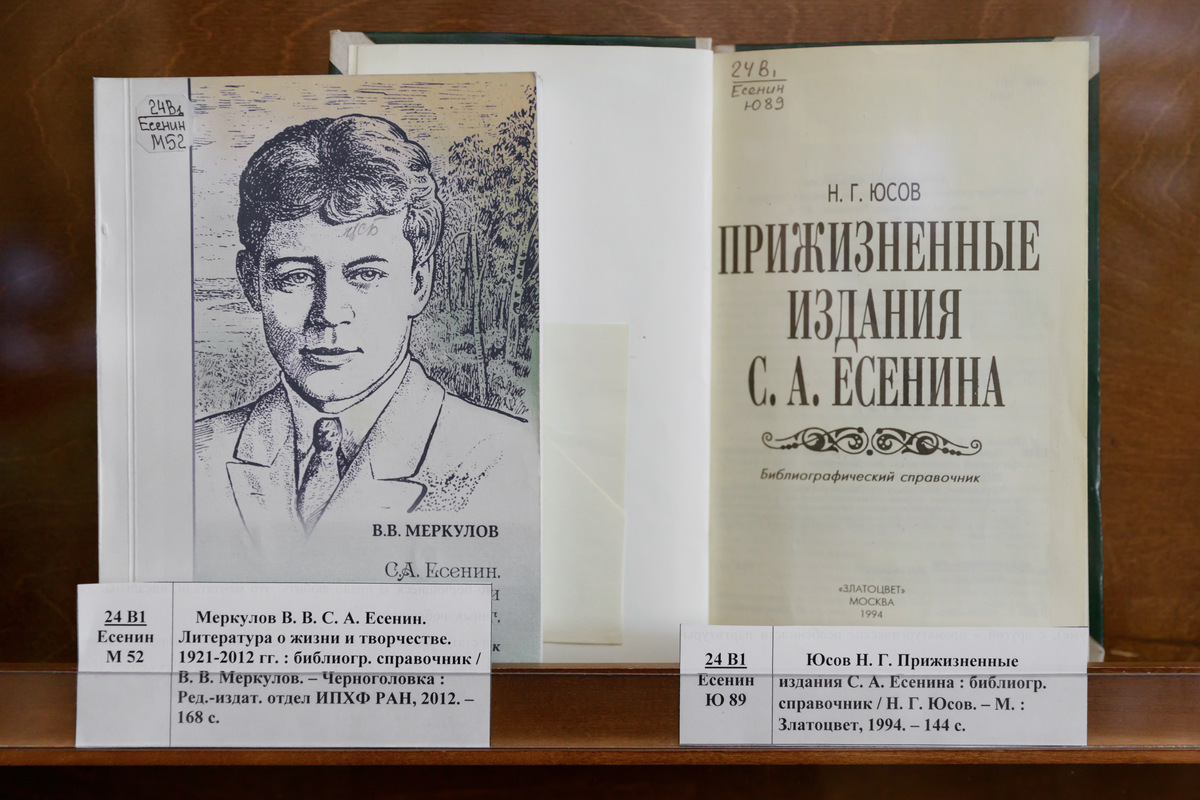 24В1
Есенин
М52
В.В. МЕРКУЛОВ
С.А. Есенин.
24 В1
Есенин
М 52
Меркулов В. В. С. А. Есенин.
Литература о жизни и творчестве.
1921-2012 гг. : библиогр. справочник /
В. В. Меркулов. – Черноголовка :
Ред.-издат. отдел ИПХФ РАН, 2012. –
168 с.
24В1
Есенин
Ю89
Н. Г. ЮСОВ
ПРИЖИЗНЕННЫЕ
ИЗДАНИЯ
С. А. ЕСЕНИНА
Библиографический справочник
«ЗЛАТОЦВЕТ»
МОСКВА
1994
24 В1
Есенин
Ю 89
Юсов Н. Г. Прижизненные
издания С. А. Есенина : библиогр.
справочник / Н. Г. Юсов. – М. :
Златоцвет, 1994. – 144 с.